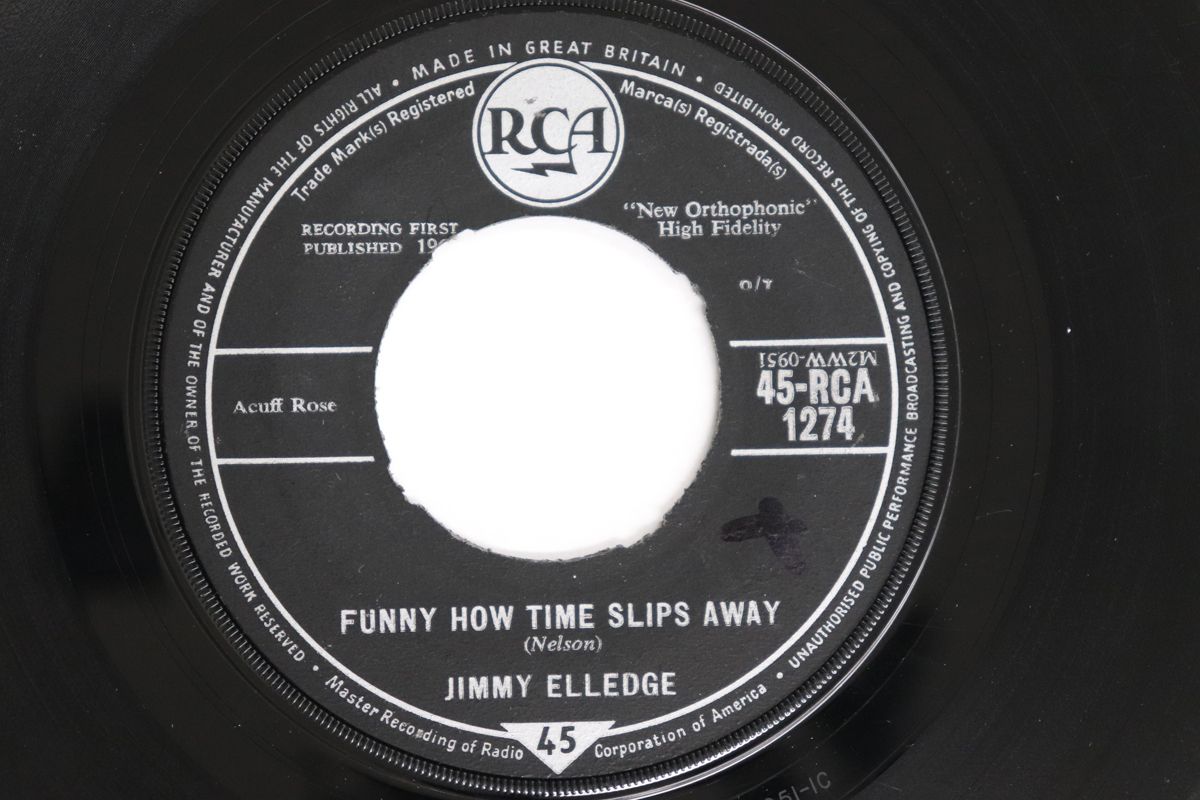 ALL RIGHTS OF THE MANUFACTURER AND OF THE OWNER OF THE RECORDED WORK RESERVED • MADE IN GREAT BRITAIN •
UNAUTHORISED PUBLIC PERFORMANCE BROADCASTING AND COPYING OF THIS RECORD PROHIBITED
Trade Mark(s) Registered
RCA
Marca(s) Registrada(s)
RECORDING FIRST
PUBLISHED
"New Orthophonic"
High Fidelity
M2WW-0951
45-RCA
1274
Acuff Rose
FUNNY HOW TIME SLIPS AWAY
(Nelson)
JIMMY ELLEDGE
Master Recording of Radio
45
Corporation of America